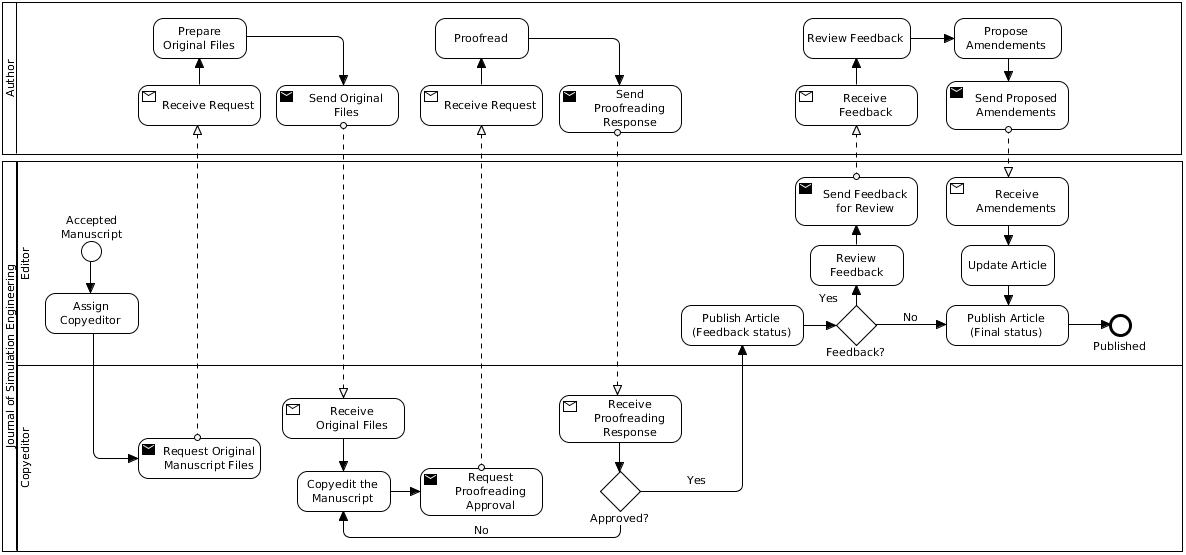 Author
Prepare
Original Files
Proofread
Review Feedback
Propose
Amendements
Receive Request
Send Original
Files
Receive Request
Send
Proofreading
Response
Receive
Feedback
Send Proposed
Amendements
Journal of Simulation Engineering
Editor
Accepted
Manuscript
Assign
Copyeditor
Send Feedback
for Review
Receive
Amendements
Review
Feedback
Update Article
Yes
Publish Article
(Feedback status)
Feedback?
No
Publish Article
(Final status)
Published
Copyeditor
Request Original
Manuscript Files
Receive
Original Files
Copyedit the
Manuscript
Request
Proofreading
Approval
Receive
Proofreading
Response
Approved?
Yes
No